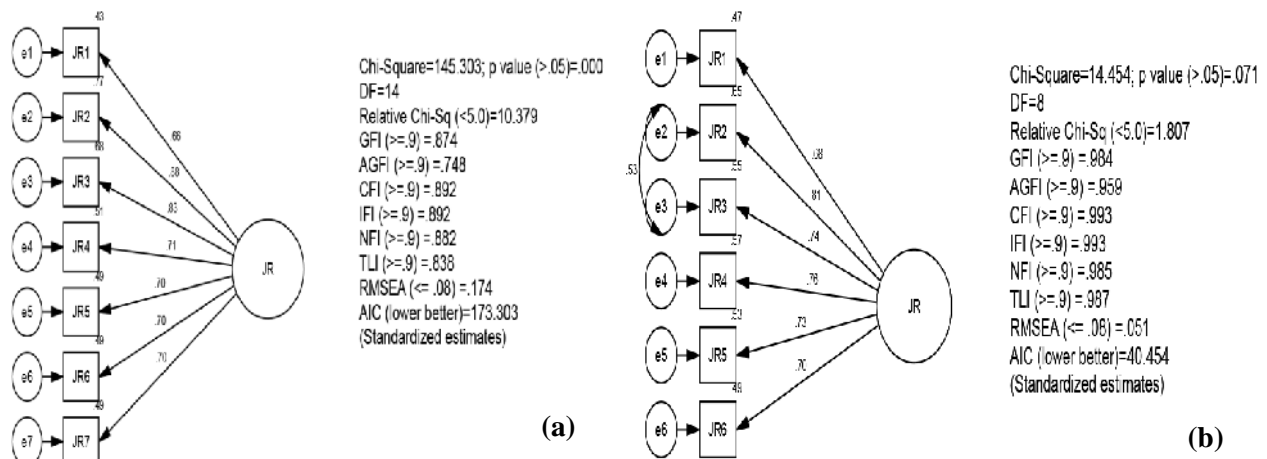 .43
e1
JR1
.77
e2
JR2
.68
e3
JR3
.51
e4
JR4
.49
e5
JR5
.49
e6
JR6
.49
e7
JR7
.66
.88
.83
.71
.70
.70
.70
JR
Chi-Square=145.303; p value (>.05)=.000
DF=14
Relative Chi-Sq (<5.0)=10.379
GFI (>=.9) =.874
AGFI (>=.9) =.748
CFI (>=.9) =.892
IFI (>=.9) =.892
NFI (>=.9) =.882
TLI (>=.9) =.838
RMSEA (<= .08) =.174
AIC (lower better)=173.303
(Standardized estimates)
(a)
.47
e1
JR1
.65
e2
JR2
.55
e3
JR3
.57
e4
JR4
.53
e5
JR5
.49
e6
JR6
.53
.68
.81
.74
.76
.73
.70
JR
Chi-Square=14.454; p value (>.05)=.071
DF=8
Relative Chi-Sq (<5.0)=1.807
GFI (>=.9) =.984
AGFI (>=.9) =.959
CFI (>=.9) =.993
IFI (>=.9) =.993
NFI (>=.9) =.985
TLI (>=.9) =.987
RMSEA (<= .08) =.051
AIC (lower better)=40.454
(Standardized estimates)
(b)